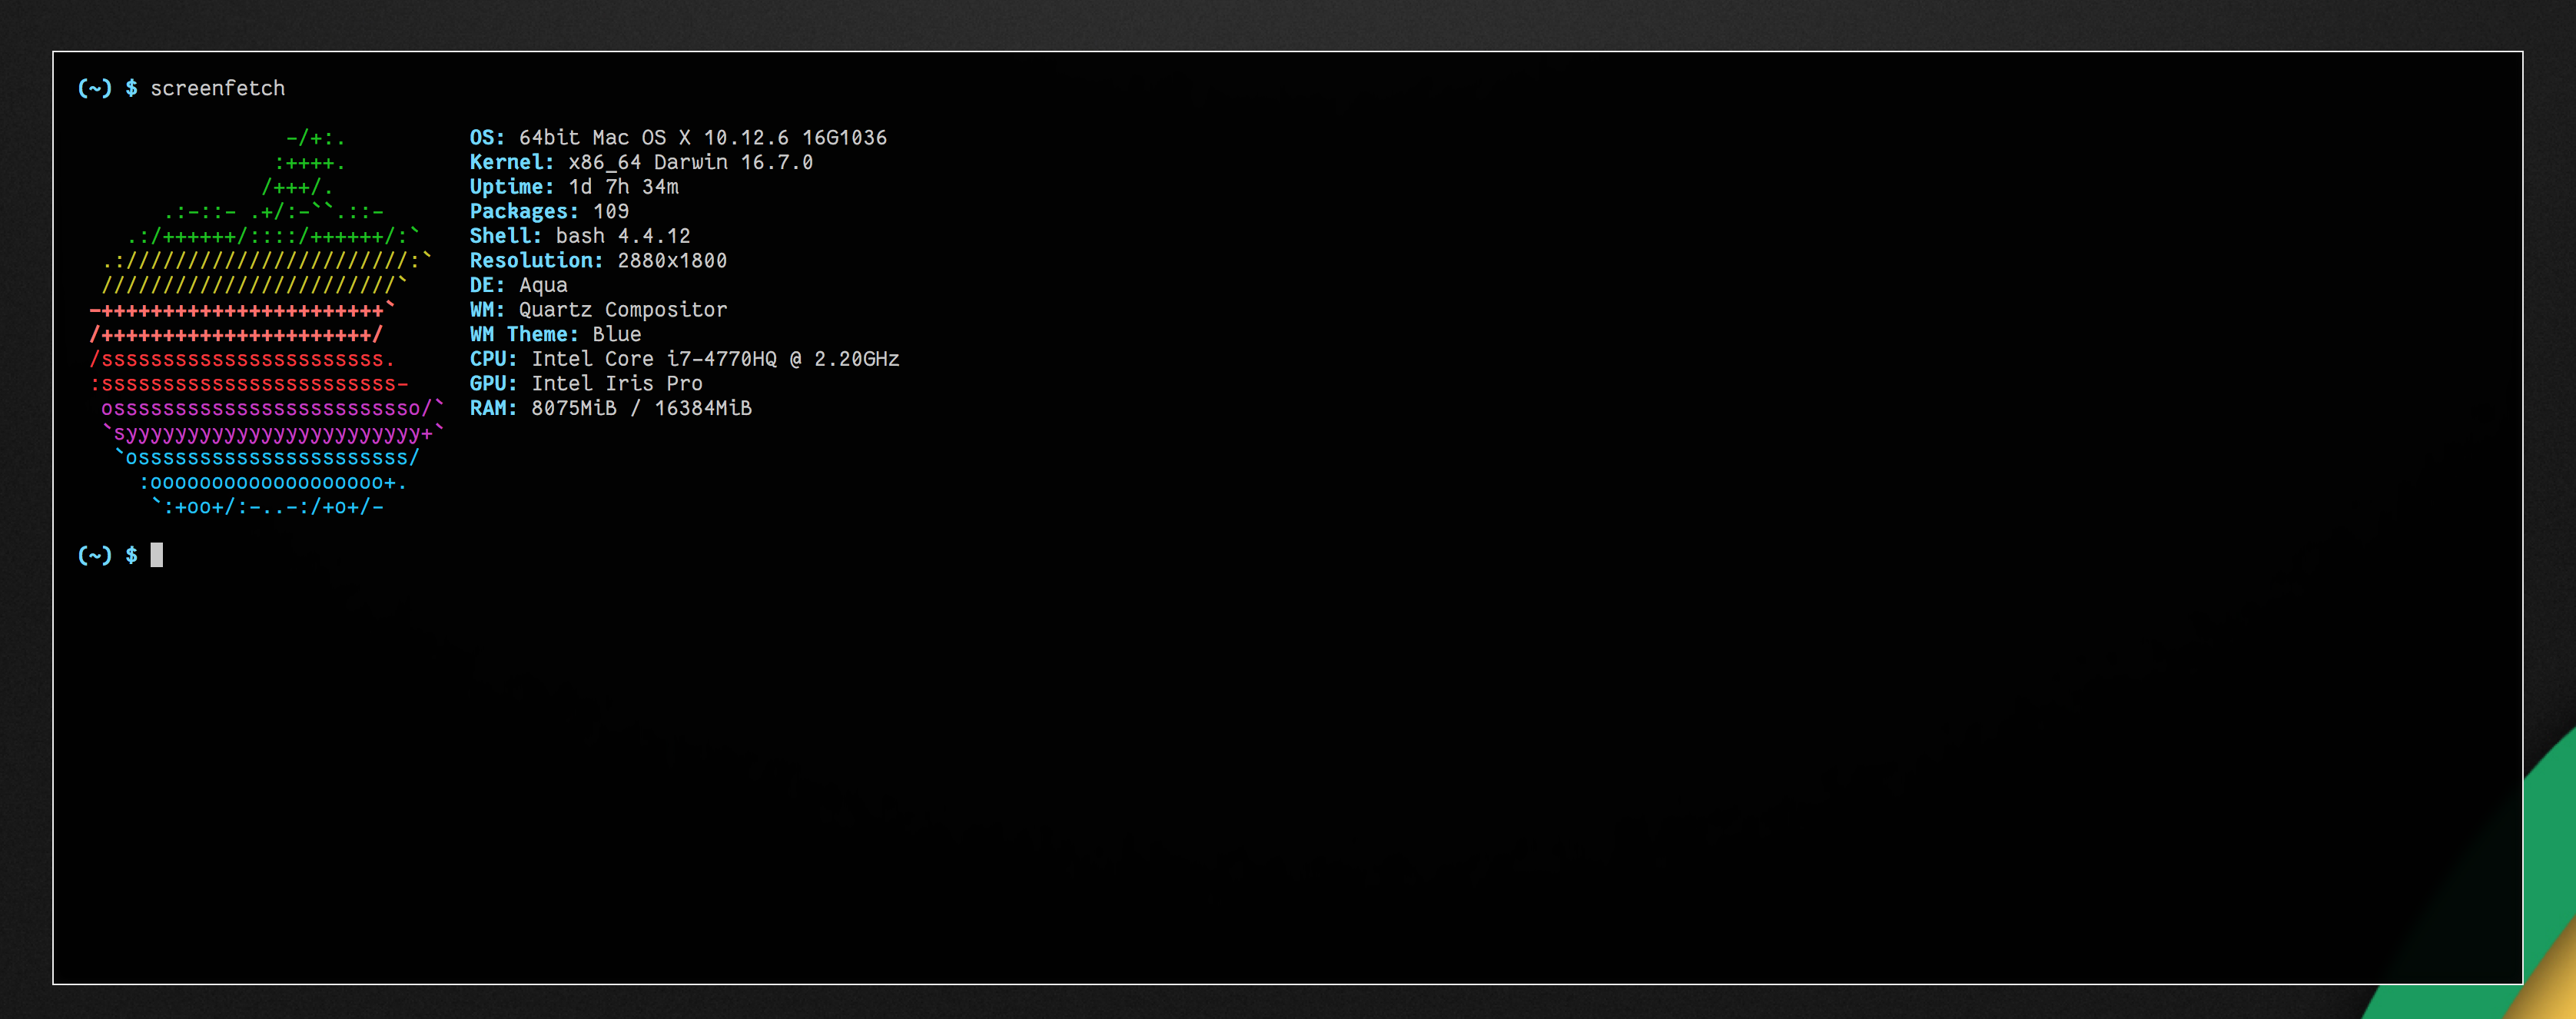 (~) $ screenfetch
                 -/+:.          OS: 64bit Mac OS X 10.12.6 16G1036
                :++++.          Kernel: x86_64 Darwin 16.7.0
               /+++/.           Uptime: 1d 7h 34m
       .:-::- .+/:-``.::-       Packages: 109
    .:/++++++/::::/++++++/:`    Shell: bash 4.4.12
  .:///////////////////////:`   Resolution: 2880x1800
  ////////////////////////`     DE: Aqua
 -+++++++++++++++++++++++`      WM: Quartz Compositor
 /++++++++++++++++++++++/       WM Theme: Blue
 /sssssssssssssssssssssss.      CPU: Intel Core i7-4770HQ @ 2.20GHz
 :ssssssssssssssssssssssss-     GPU: Intel Iris Pro
  osssssssssssssssssssssssso/`  RAM: 8075MiB / 16384MiB
  `syyyyyyyyyyyyyyyyyyyyyyyy+`
   `ossssssssssssssssssssss/
     :ooooooooooooooooooo+.
      `:+oo+/:-..-:/+o+/-
(~) $